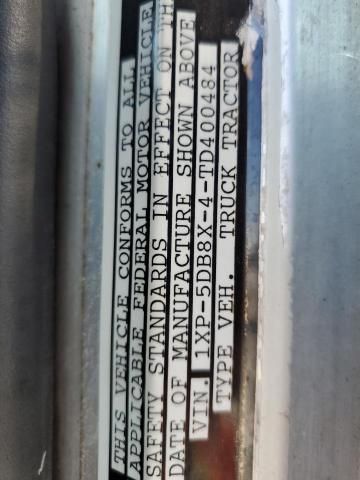 THIS VEHICLE CONFORMS TO ALL
APPLICABLE FEDERAL MOTOR VEHICLE
SAFETY STANDARDS IN EFFECT ON TH
DATE OF MANUFACTURE SHOWN ABOVE
VIN. 1XP-5DB8X-4-TD400484
TYPE VEH. TRUCK TRACTOR